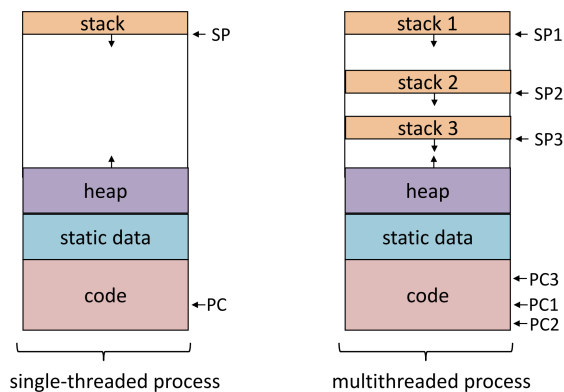 stack
SP
heap
static data
code
PC
single-threaded process
stack 1
SP1
stack 2
SP2
stack 3
SP3
heap
static data
code
PC3
PC1
PC2
multithreaded process